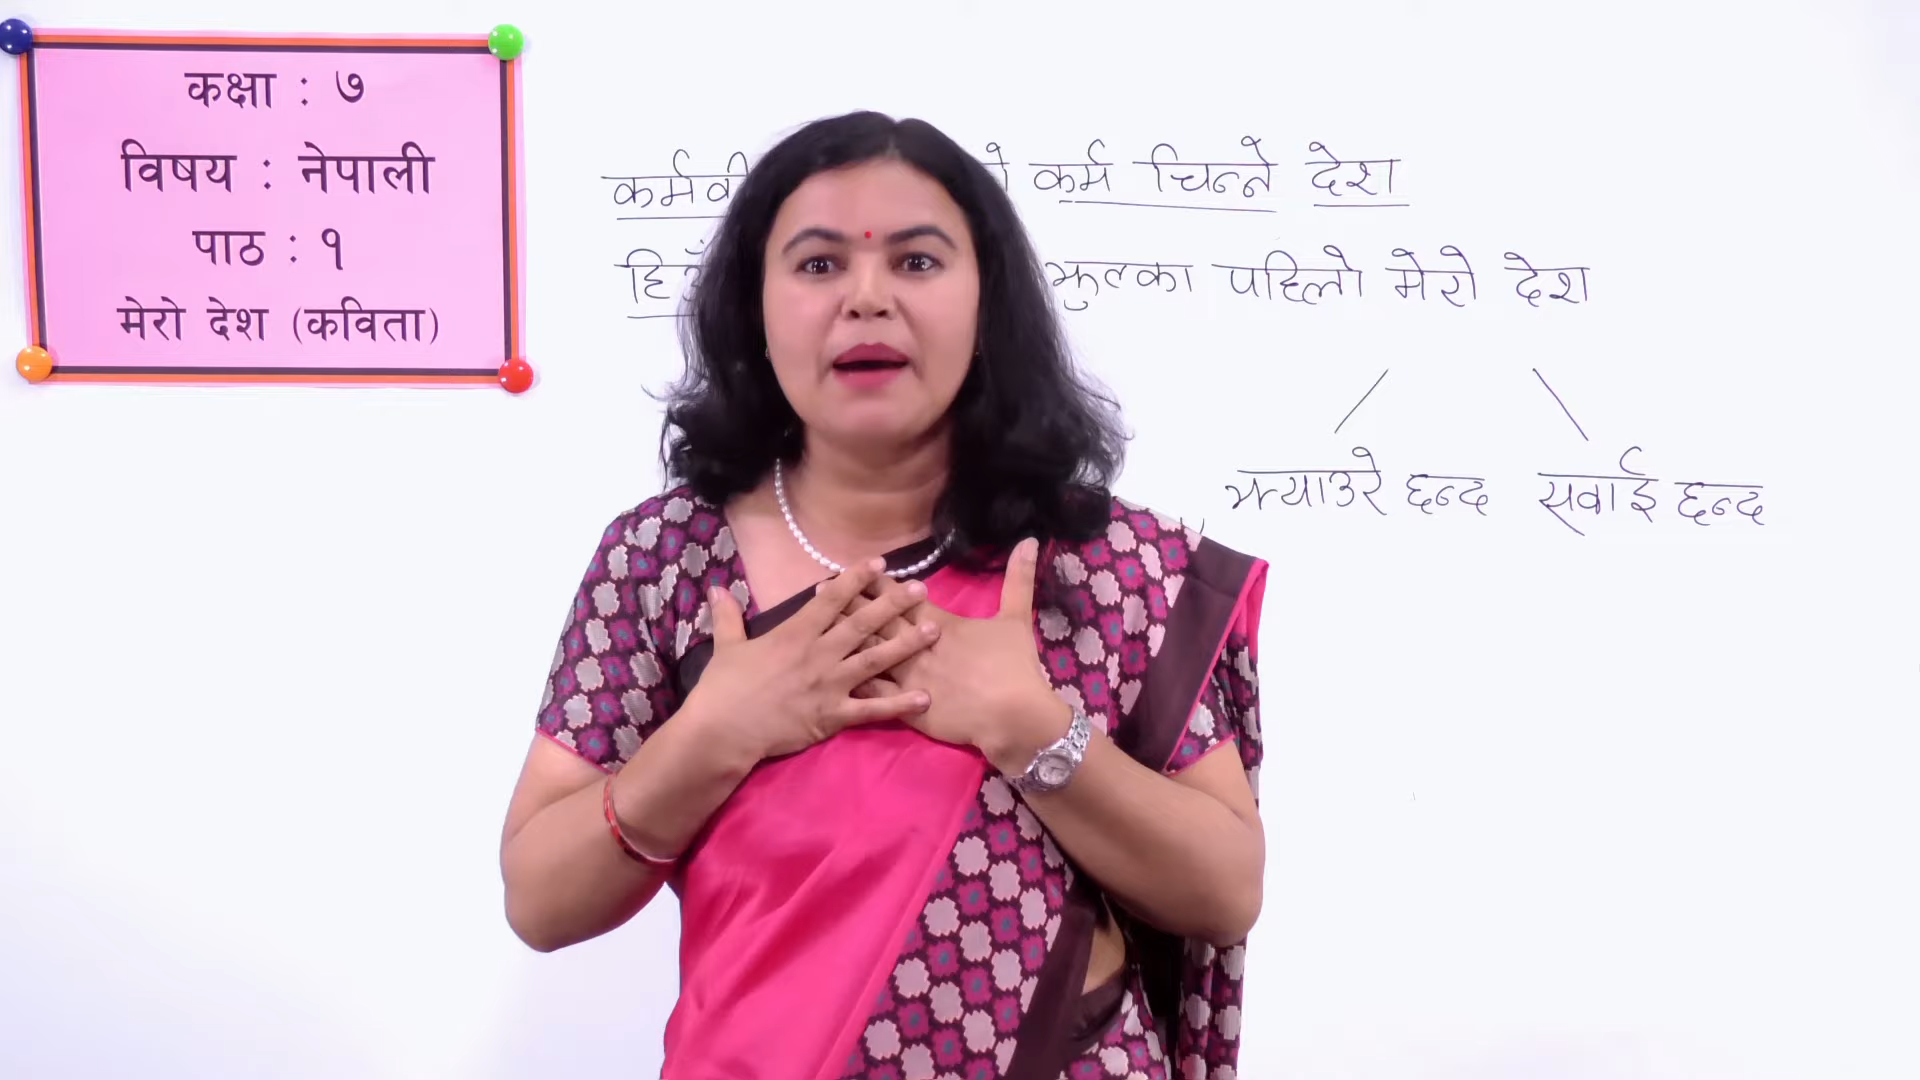 कक्षा : ७
विषय : नेपाली
पाठ : १
मेरो देश (कविता)
कर्म चिन्ने देश
झुल्का पहिलो मेरो देश
झ्याउरे छन्द सवाई छन्द